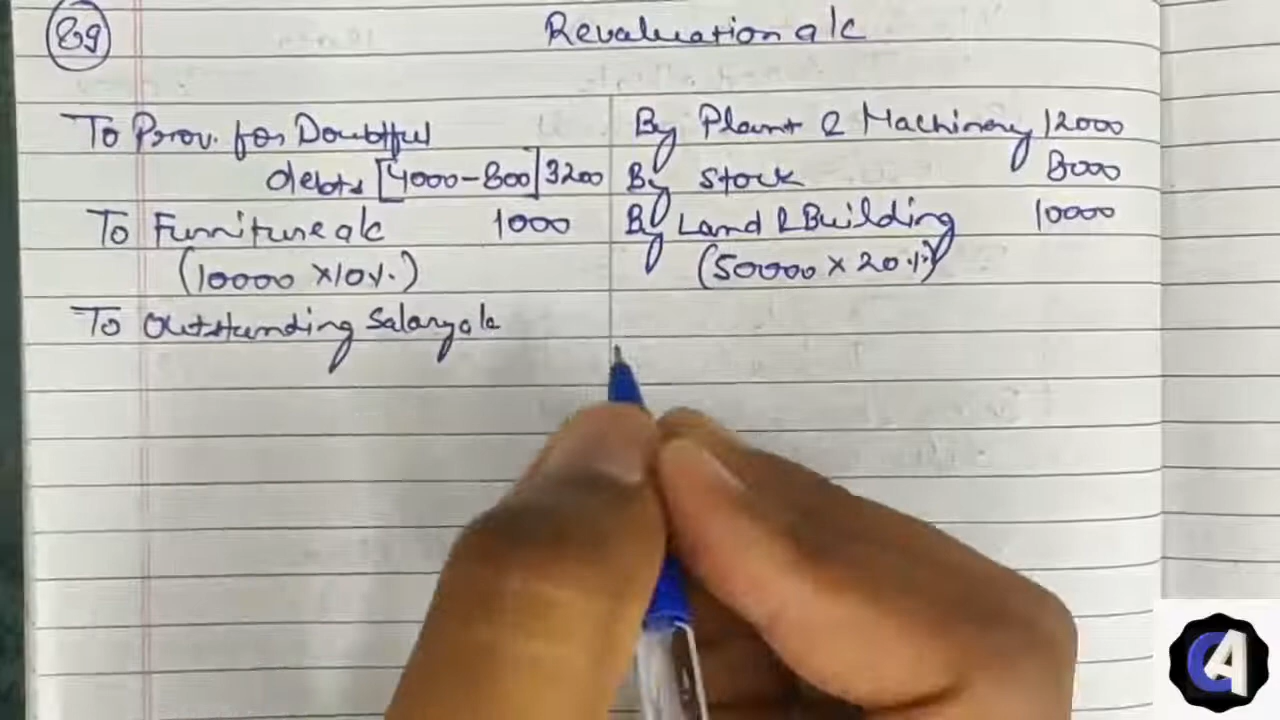 89
Revaluation a/c
To Prov. for Doubtful
debts [4000-800] 3200
To Furniture a/c 1000
(10000 x 10%.)
To Outstanding Salary a/c
By Plant & Machinery 12000
By Stock 8000
By Land & Building 10000
(50000 x 20%.)
CA